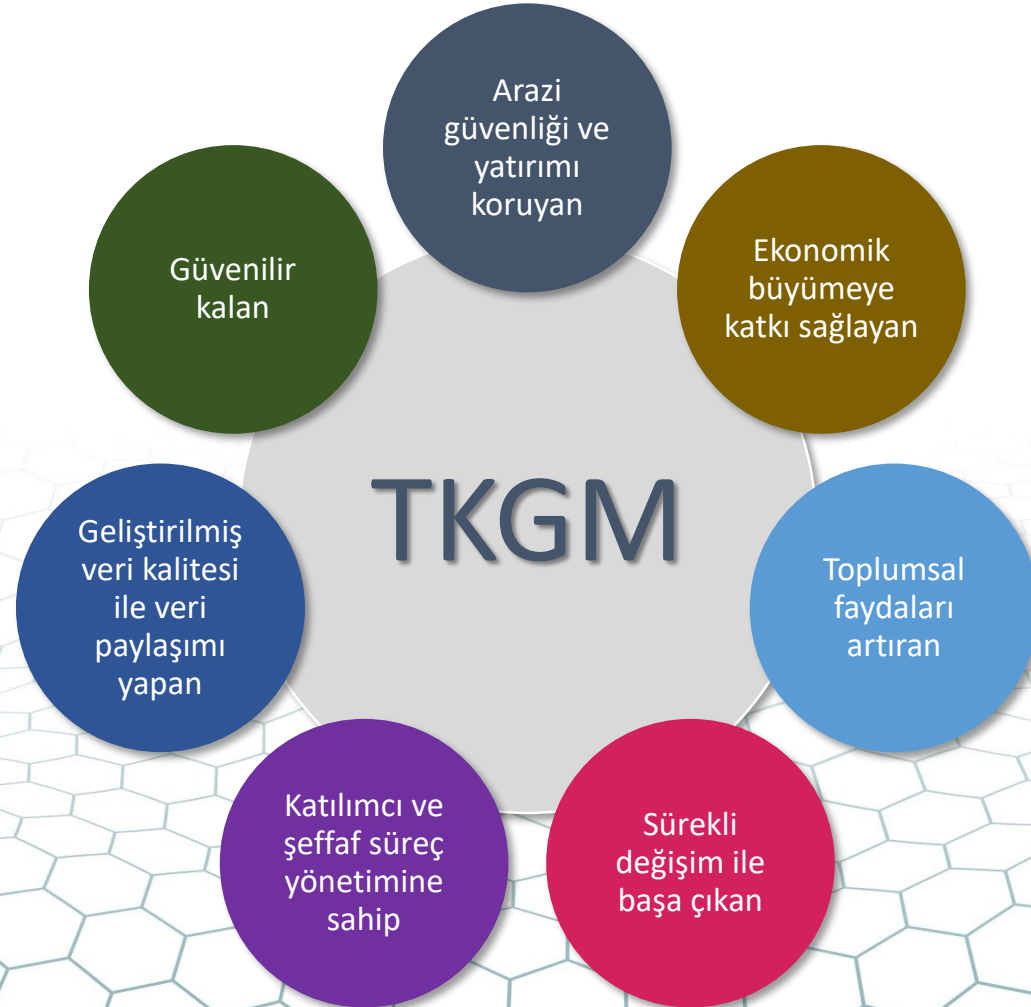 Arazi
güvenliği ve
yatırımı
koruyan
Ekonomik
büyümeye
katkı sağlayan
Toplumsal
faydaları
artıran
Sürekli
değişim ile
başa çıkan
Katılımcı ve
şeffaf süreç
yönetimine
sahip
Geliştirilmiş
veri kalitesi
ile veri
paylaşımı
yapan
Güvenilir
kalan
TKGM